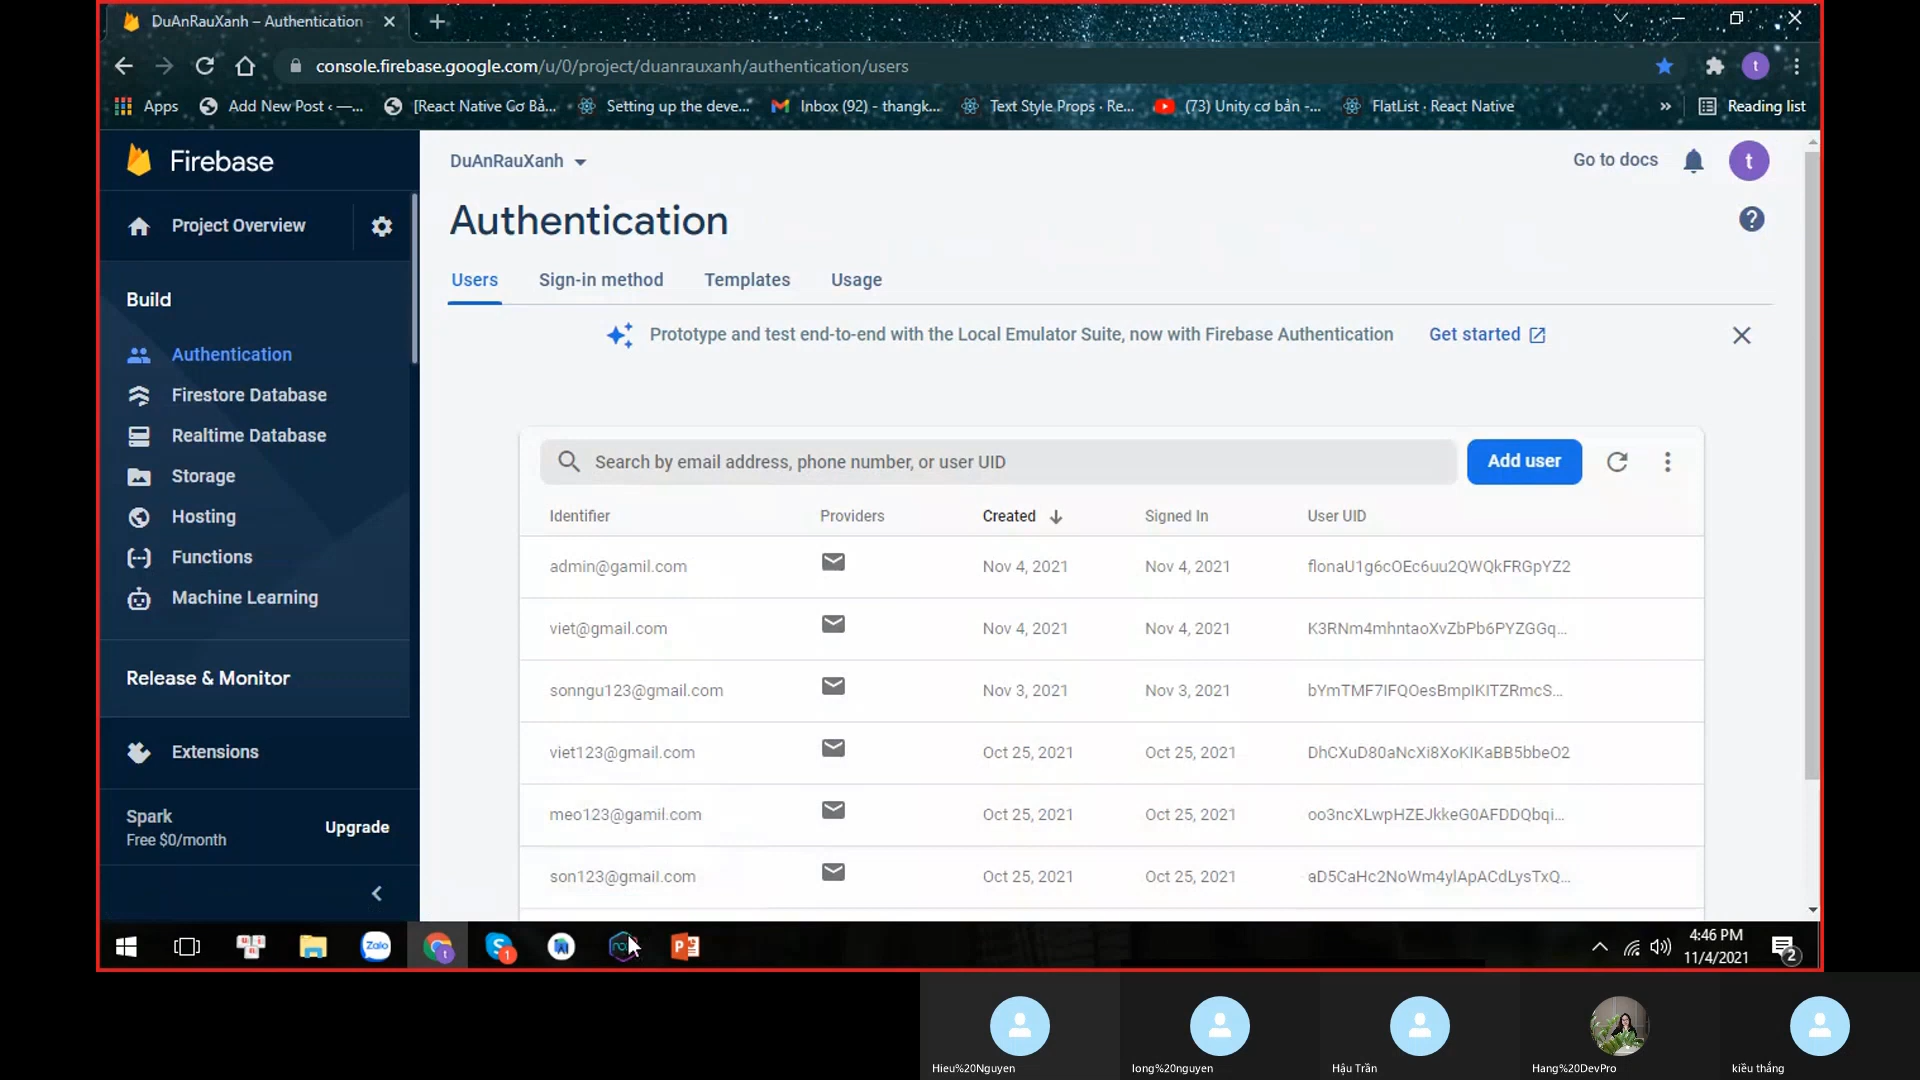 DuAnRauXanh – Authentication
console.firebase.google.com/u/0/project/duanrauxanh/authentication/users
Apps
Add New Post ‹ —...
[React Native Cơ Bả...
Setting up the deve...
Inbox (92) - thangk...
Text Style Props · Re...
(73) Unity cơ bản -...
FlatList · React Native
»
Reading list
t
Firebase
DuAnRauXanh
Go to docs
t
Project Overview
Authentication
Users
Sign-in method
Templates
Usage
Build
Prototype and test end-to-end with the Local Emulator Suite, now with Firebase Authentication
Get started
Authentication
Firestore Database
Realtime Database
Storage
Hosting
Functions
Machine Learning
Release & Monitor
Extensions
Spark
Free $0/month
Upgrade
Search by email address, phone number, or user UID
Add user
Identifier Providers Created Signed In User UID
admin@gamil.com Nov 4, 2021 Nov 4, 2021 flonaU1g6cOEc6uu2QWQkFRGpYZ2
viet@gmail.com Nov 4, 2021 Nov 4, 2021 K3RNm4mhntaoXvZbPb6PYZGGq...
sonngu123@gmail.com Nov 3, 2021 Nov 3, 2021 bYmTMF7IFQOesBmpIKITZRmcS...
viet123@gmail.com Oct 25, 2021 Oct 25, 2021 DhCXuD80aNcXi8XoKIKaBB5bbeO2
meo123@gamil.com Oct 25, 2021 Oct 25, 2021 oo3ncXLwpHZEJkkeG0AFDDQbqi...
son123@gmail.com Oct 25, 2021 Oct 25, 2021 aD5CaHc2NoWm4ylApACdLysTxQ...
Zalo
4:46 PM
11/4/2021
2
Hieu%20Nguyen
long%20nguyen
Hậu Trần
Hang%20DevPro
kiều thắng